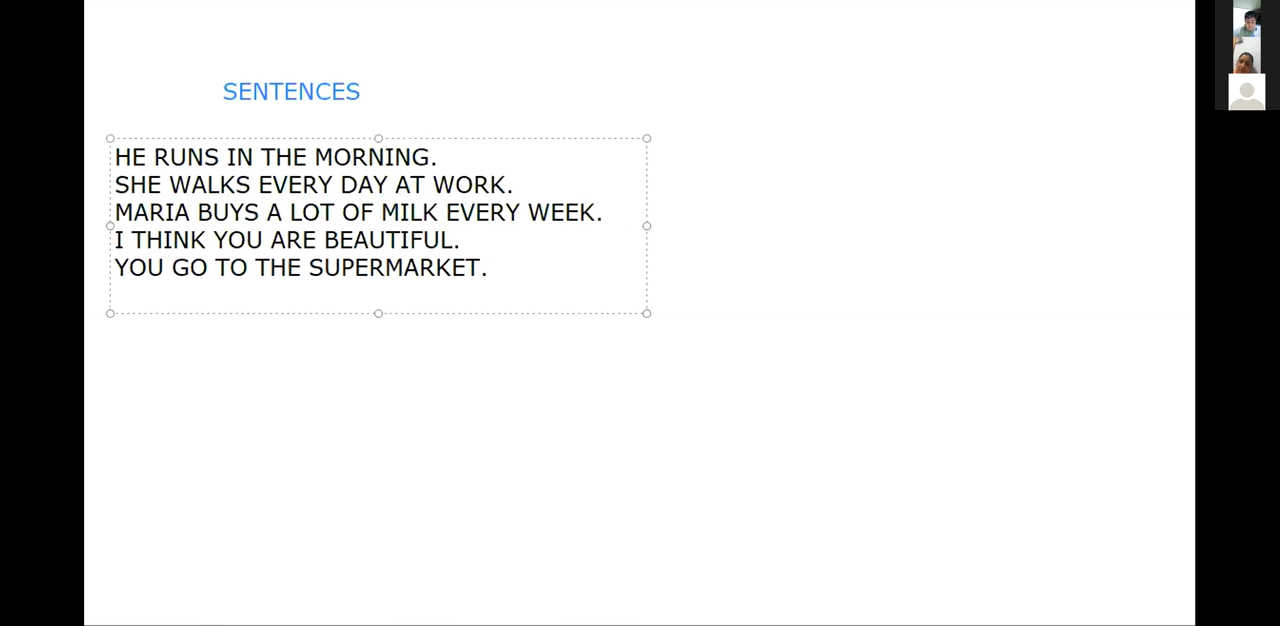 SENTENCES
HE RUNS IN THE MORNING.
SHE WALKS EVERY DAY AT WORK.
MARIA BUYS A LOT OF MILK EVERY WEEK.
I THINK YOU ARE BEAUTIFUL.
YOU GO TO THE SUPERMARKET.